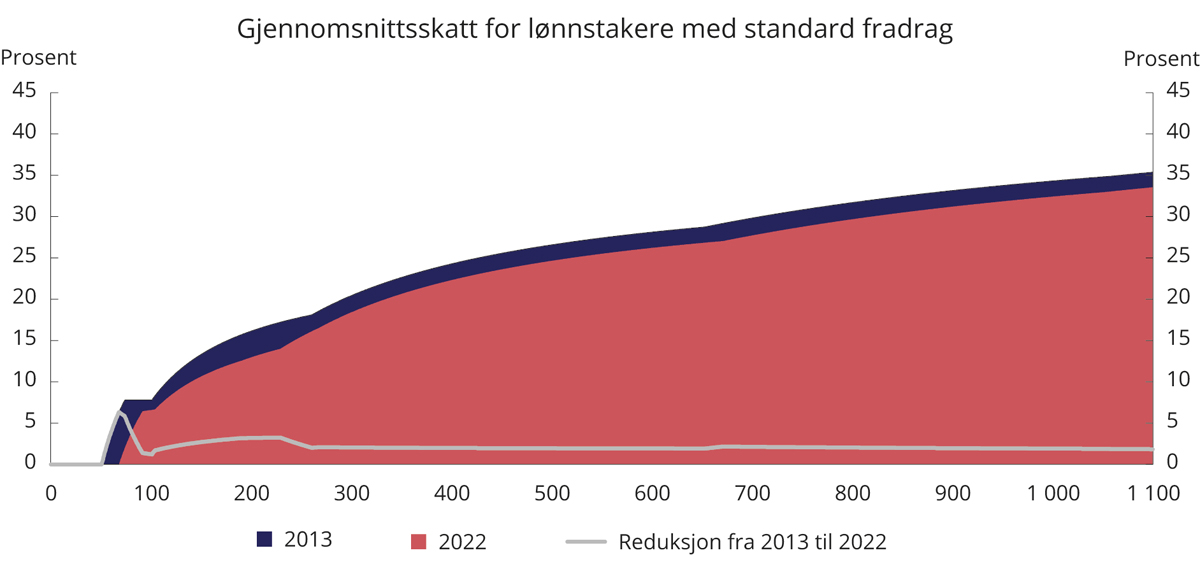 Gjennomsnittsskatt for lønnstakere med standard fradrag
Prosent Prosent
45 45
40 40
35 35
30 30
25 25
20 20
15 15
10 10
5 5
0 0
0 100 200 300 400 500 600 700 800 900 1 000 1 100
2013 2022 Reduksjon fra 2013 til 2022